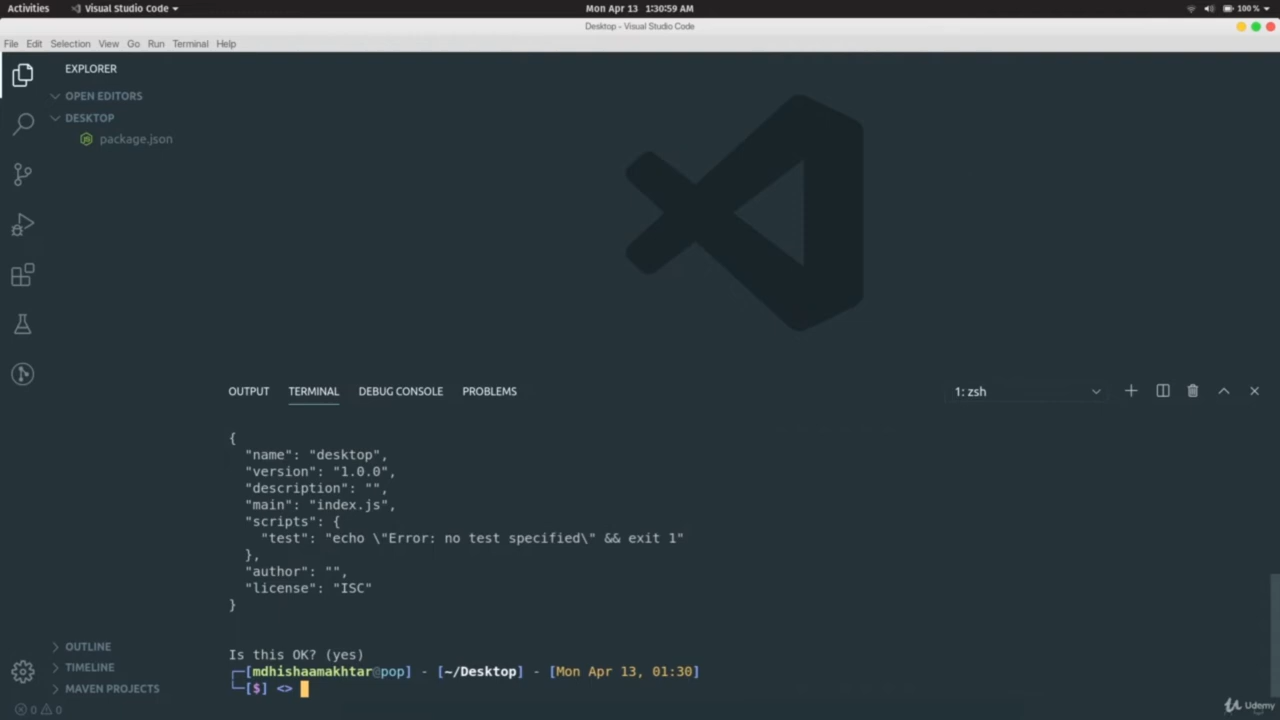 Activities
Visual Studio Code
Mon Apr 13 1:30:59 AM
100 %
Desktop - Visual Studio Code
File Edit Selection View Go Run Terminal Help
EXPLORER
OPEN EDITORS
DESKTOP
package.json
OUTPUT TERMINAL DEBUG CONSOLE PROBLEMS
1: zsh
{
"name": "desktop",
"version": "1.0.0",
"description": "",
"main": "index.js",
"scripts": {
"test": "echo \"Error: no test specified\" && exit 1"
},
"author": "",
"license": "ISC"
}
Is this OK? (yes)
┌─[mdhishaamakhtar@pop] - [~/Desktop] - [Mon Apr 13, 01:30]
└─[$] <>
OUTLINE
TIMELINE
MAVEN PROJECTS
0 0
Udemy